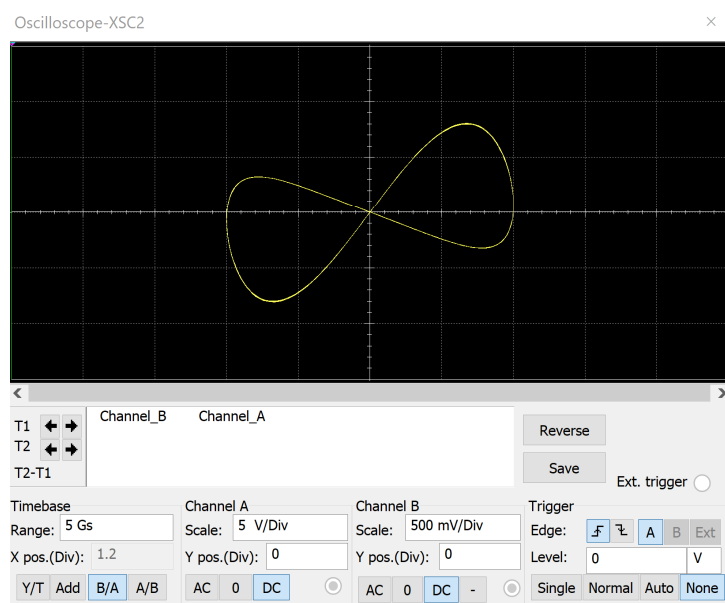 Oscilloscope-XSC2 ×
T1
T2
T2-T1
Channel_B Channel_A
Reverse
Save
Ext. trigger
Timebase
Range: 5 Gs
X pos.(Div): 1.2
Y/T Add B/A A/B
Channel A
Scale: 5 V/Div
Y pos.(Div): 0
AC 0 DC
Channel B
Scale: 500 mV/Div
Y pos.(Div): 0
AC 0 DC -
Trigger
Edge: A B Ext
Level: 0 V
Single Normal Auto None